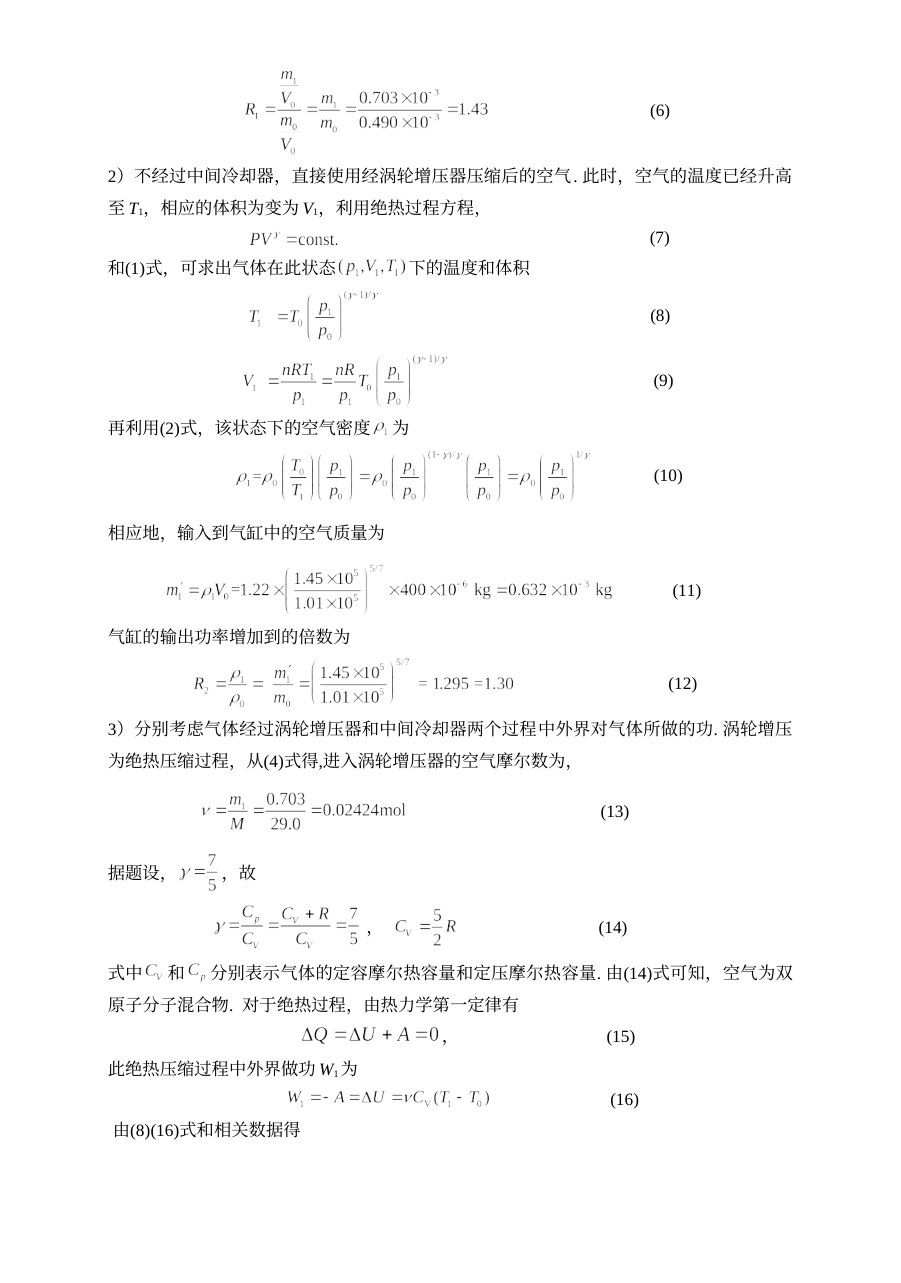 R₁ = (m₁/V₀)/(m₀/V₀) = m₁/m₀ = (0.703×10⁻³)/(0.490×10⁻³) = 1.43 (6)
2）不经过中间冷却器，直接使用经涡轮增压器压缩后的空气. 此时，空气的温度已经升高
至 T₁，相应的体积为变为 V₁，利用绝热过程方程，
PV^γ = const. (7)
和(1)式，可求出气体在此状态(p₁,V₁,T₁)下的温度和体积
T₁ = T₀(p₁/p₀)^((γ−1)/γ) (8)
V₁ = nRT₁/p₁ = (nR/p₁)T₀(p₁/p₀)^((γ−1)/γ) (9)
再利用(2)式，该状态下的空气密度ρ₁为
ρ₁=ρ₀(T₀/T₁)(p₁/p₀) = ρ₀(p₁/p₀)^((1−γ)/γ)(p₁/p₀) = ρ₀(p₁/p₀)^(1/γ) (10)
相应地，输入到气缸中的空气质量为
m₁′ = ρ₁V₀ = 1.22×((1.45×10⁵)/(1.01×10⁵))^(5/7)×400×10⁻⁶ kg = 0.632×10⁻³ kg (11)
气缸的输出功率增加到的倍数为
R₂ = ρ₁/ρ₀ = m₁′/m₀ = ((1.45×10⁵)/(1.01×10⁵))^(5/7) = 1.295 = 1.30 (12)
3）分别考虑气体经过涡轮增压器和中间冷却器两个过程中外界对气体所做的功. 涡轮增压
为绝热压缩过程，从(4)式得,进入涡轮增压器的空气摩尔数为，
ν = m₁/M = 0.703/29.0 = 0.02424mol (13)
据题设，γ = 7/5，故
γ = C_p/C_V = (C_V + R)/C_V = 7/5， C_V = (5/2)R (14)
式中C_V和C_p分别表示气体的定容摩尔热容量和定压摩尔热容量. 由(14)式可知，空气为双
原子分子混合物. 对于绝热过程，由热力学第一定律有
ΔQ = ΔU + A = 0， (15)
此绝热压缩过程中外界做功 W₁为
W₁ = − A = ΔU = νC_V(T₁ − T₀) (16)
由(8)(16)式和相关数据得